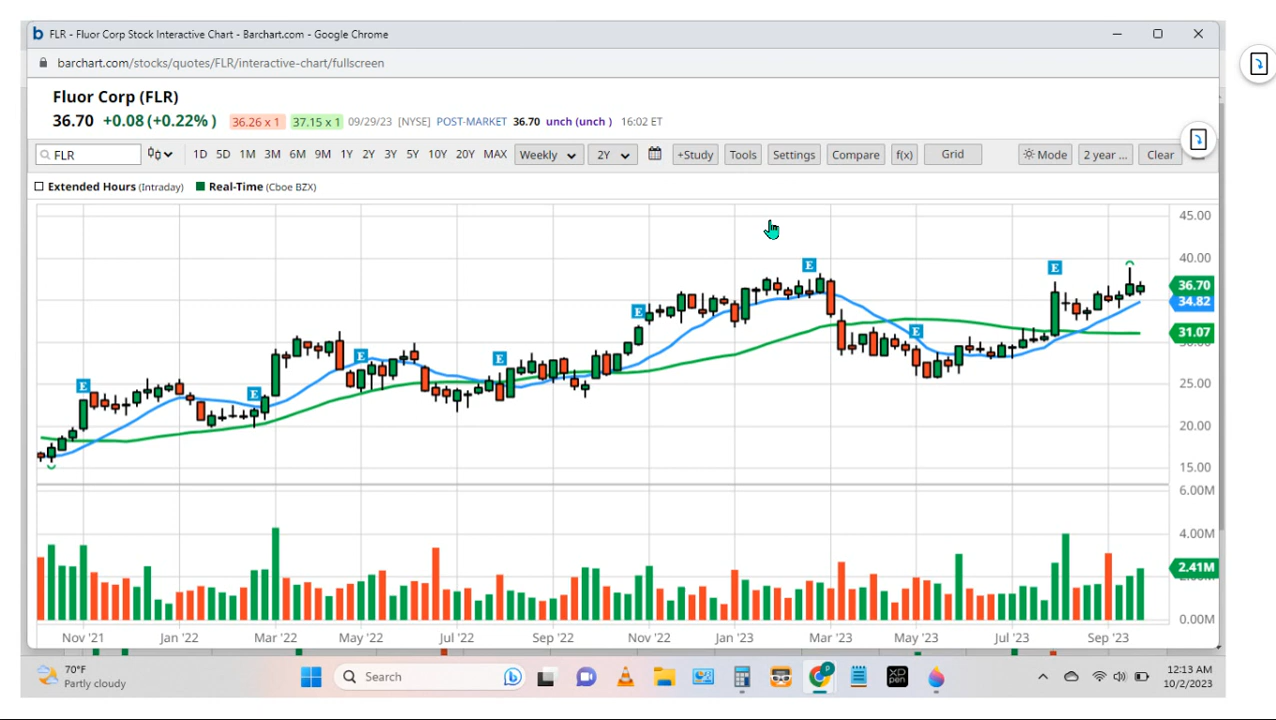 b FLR - Fluor Corp Stock Interactive Chart - Barchart.com - Google Chrome
barchart.com/stocks/quotes/FLR/interactive-chart/fullscreen
Fluor Corp (FLR)
36.70 +0.08 (+0.22% ) 36.26 x 1 37.15 x 1 09/29/23 [NYSE] POST-MARKET 36.70 unch (unch ) 16:02 ET
FLR 1D 5D 1M 3M 6M 9M 1Y 2Y 3Y 5Y 10Y 20Y MAX Weekly 2Y +Study Tools Settings Compare f(x) Grid Mode 2 year ... Clear
Extended Hours (Intraday) Real-Time (Cboe BZX)
45.00
40.00
E E E
36.70
34.82
E E
31.07
E E
E E
25.00
20.00
15.00
6.00M
4.00M
2.41M
0.00M
Nov '21 Jan '22 Mar '22 May '22 Jul '22 Sep '22 Nov '22 Jan '23 Mar '23 May '23 Jul '23 Sep '23
70°F
Partly cloudy
Search
P
XP
PEN
12:13 AM
10/2/2023